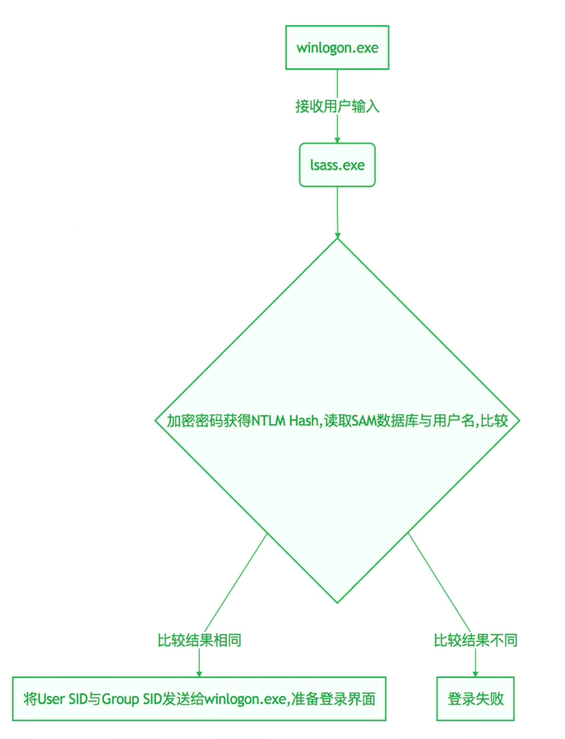 winlogon.exe
接收用户输入
lsass.exe
加密密码获得NTLM Hash,读取SAM数据库与用户名,比较
比较结果相同
比较结果不同
将User SID与Group SID发送给winlogon.exe,准备登录界面
登录失败